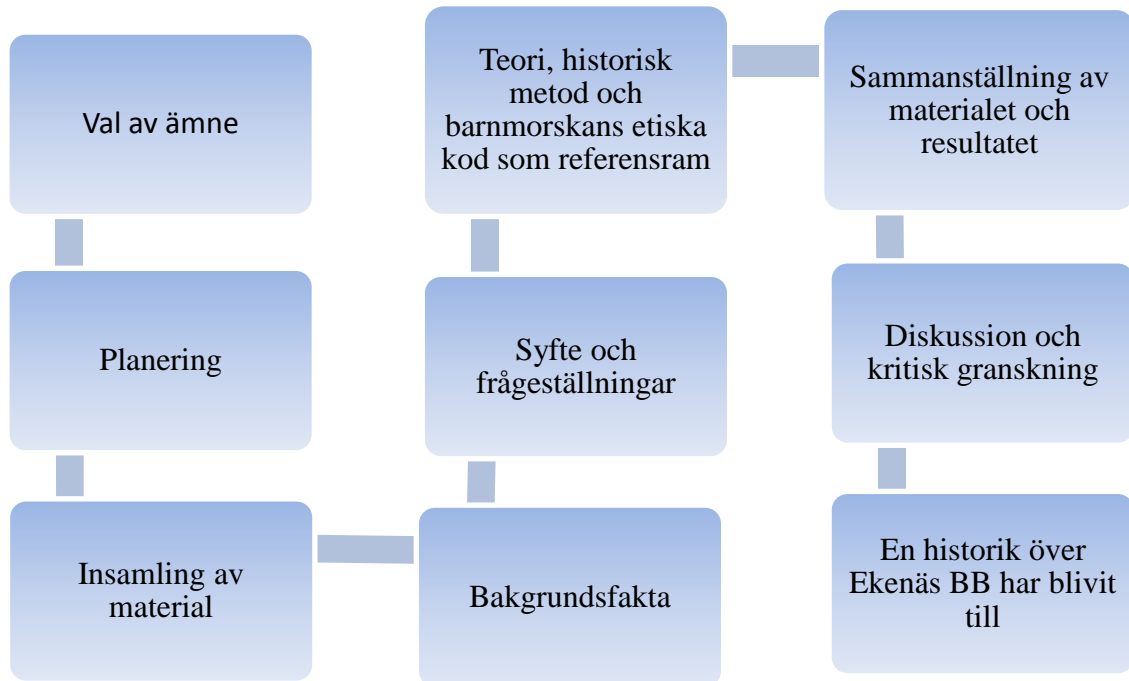 Val av ämne
Planering
Insamling av
material
Bakgrundsfakta
Syfte och
frågeställningar
Teori, historisk
metod och
barnmorskans etiska
kod som referensram
Sammanställning av
materialet och
resultatet
Diskussion och
kritisk granskning
En historik över
Ekenäs BB har blivit
till